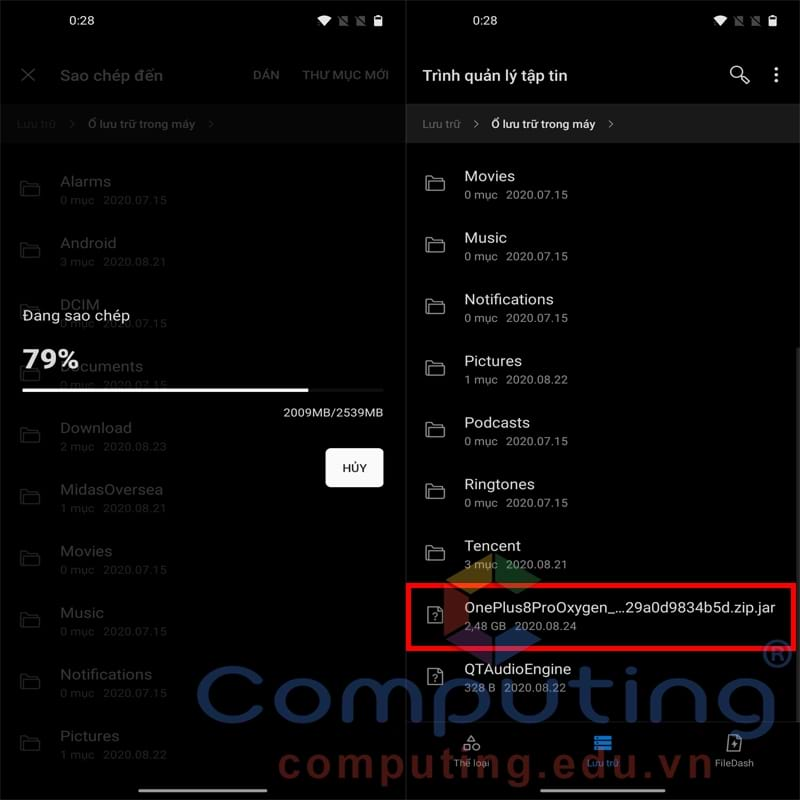 0:28
Sao chép đến
DÁN
THƯ MỤC MỚI
Lưu trữ
Ổ lưu trữ trong máy
Alarms
0 mục 2020.07.15
Android
3 mục 2020.08.21
DCIM
0 mục 2020.07.15
Đang sao chép
79%
Documents
0 mục 2020.07.15
2009MB/2539MB
Download
2 mục 2020.08.23
HỦY
MidasOversea
1 mục 2020.08.21
Movies
0 mục 2020.07.15
Music
0 mục 2020.07.15
Notifications
0 mục 2020.07.15
Pictures
1 mục 2020.08.22
0:28
Trình quản lý tập tin
Lưu trữ
Ổ lưu trữ trong máy
Movies
0 mục 2020.07.15
Music
0 mục 2020.07.15
Notifications
0 mục 2020.07.15
Pictures
1 mục 2020.08.22
Podcasts
0 mục 2020.07.15
Ringtones
0 mục 2020.07.15
Tencent
3 mục 2020.08.21
OnePlus8ProOxygen_...29a0d9834b5d.zip.jar
2,48 GB 2020.08.24
QTAudioEngine
328 B 2020.08.22
Thể loại
Lưu trữ
FileDash
Computing®
computing.edu.vn